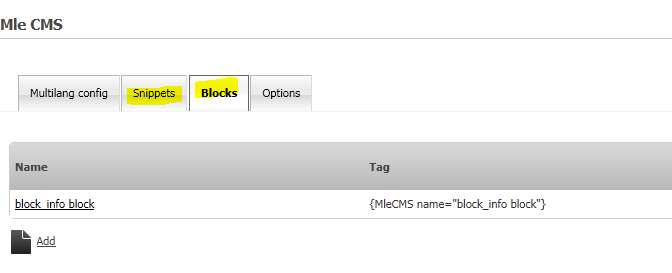 Mle CMS
Multilang config Snippets Blocks Options
Name Tag
block_info block {MleCMS name="block_info block"}
Add